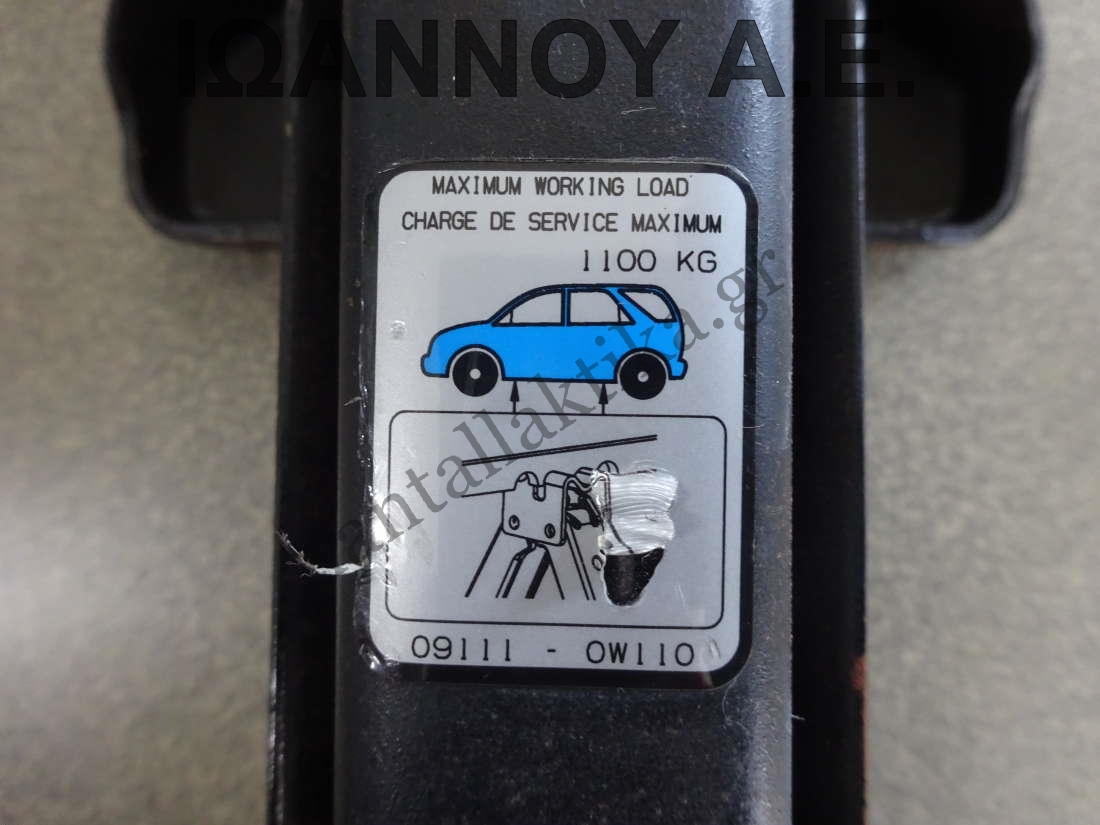 ΙΩΑΝΝΟΥ Α.Ε.
MAXIMUM WORKING LOAD
CHARGE DE SERVICE MAXIMUM
1100 KG
antallaktika.gr
09111 - 0W110